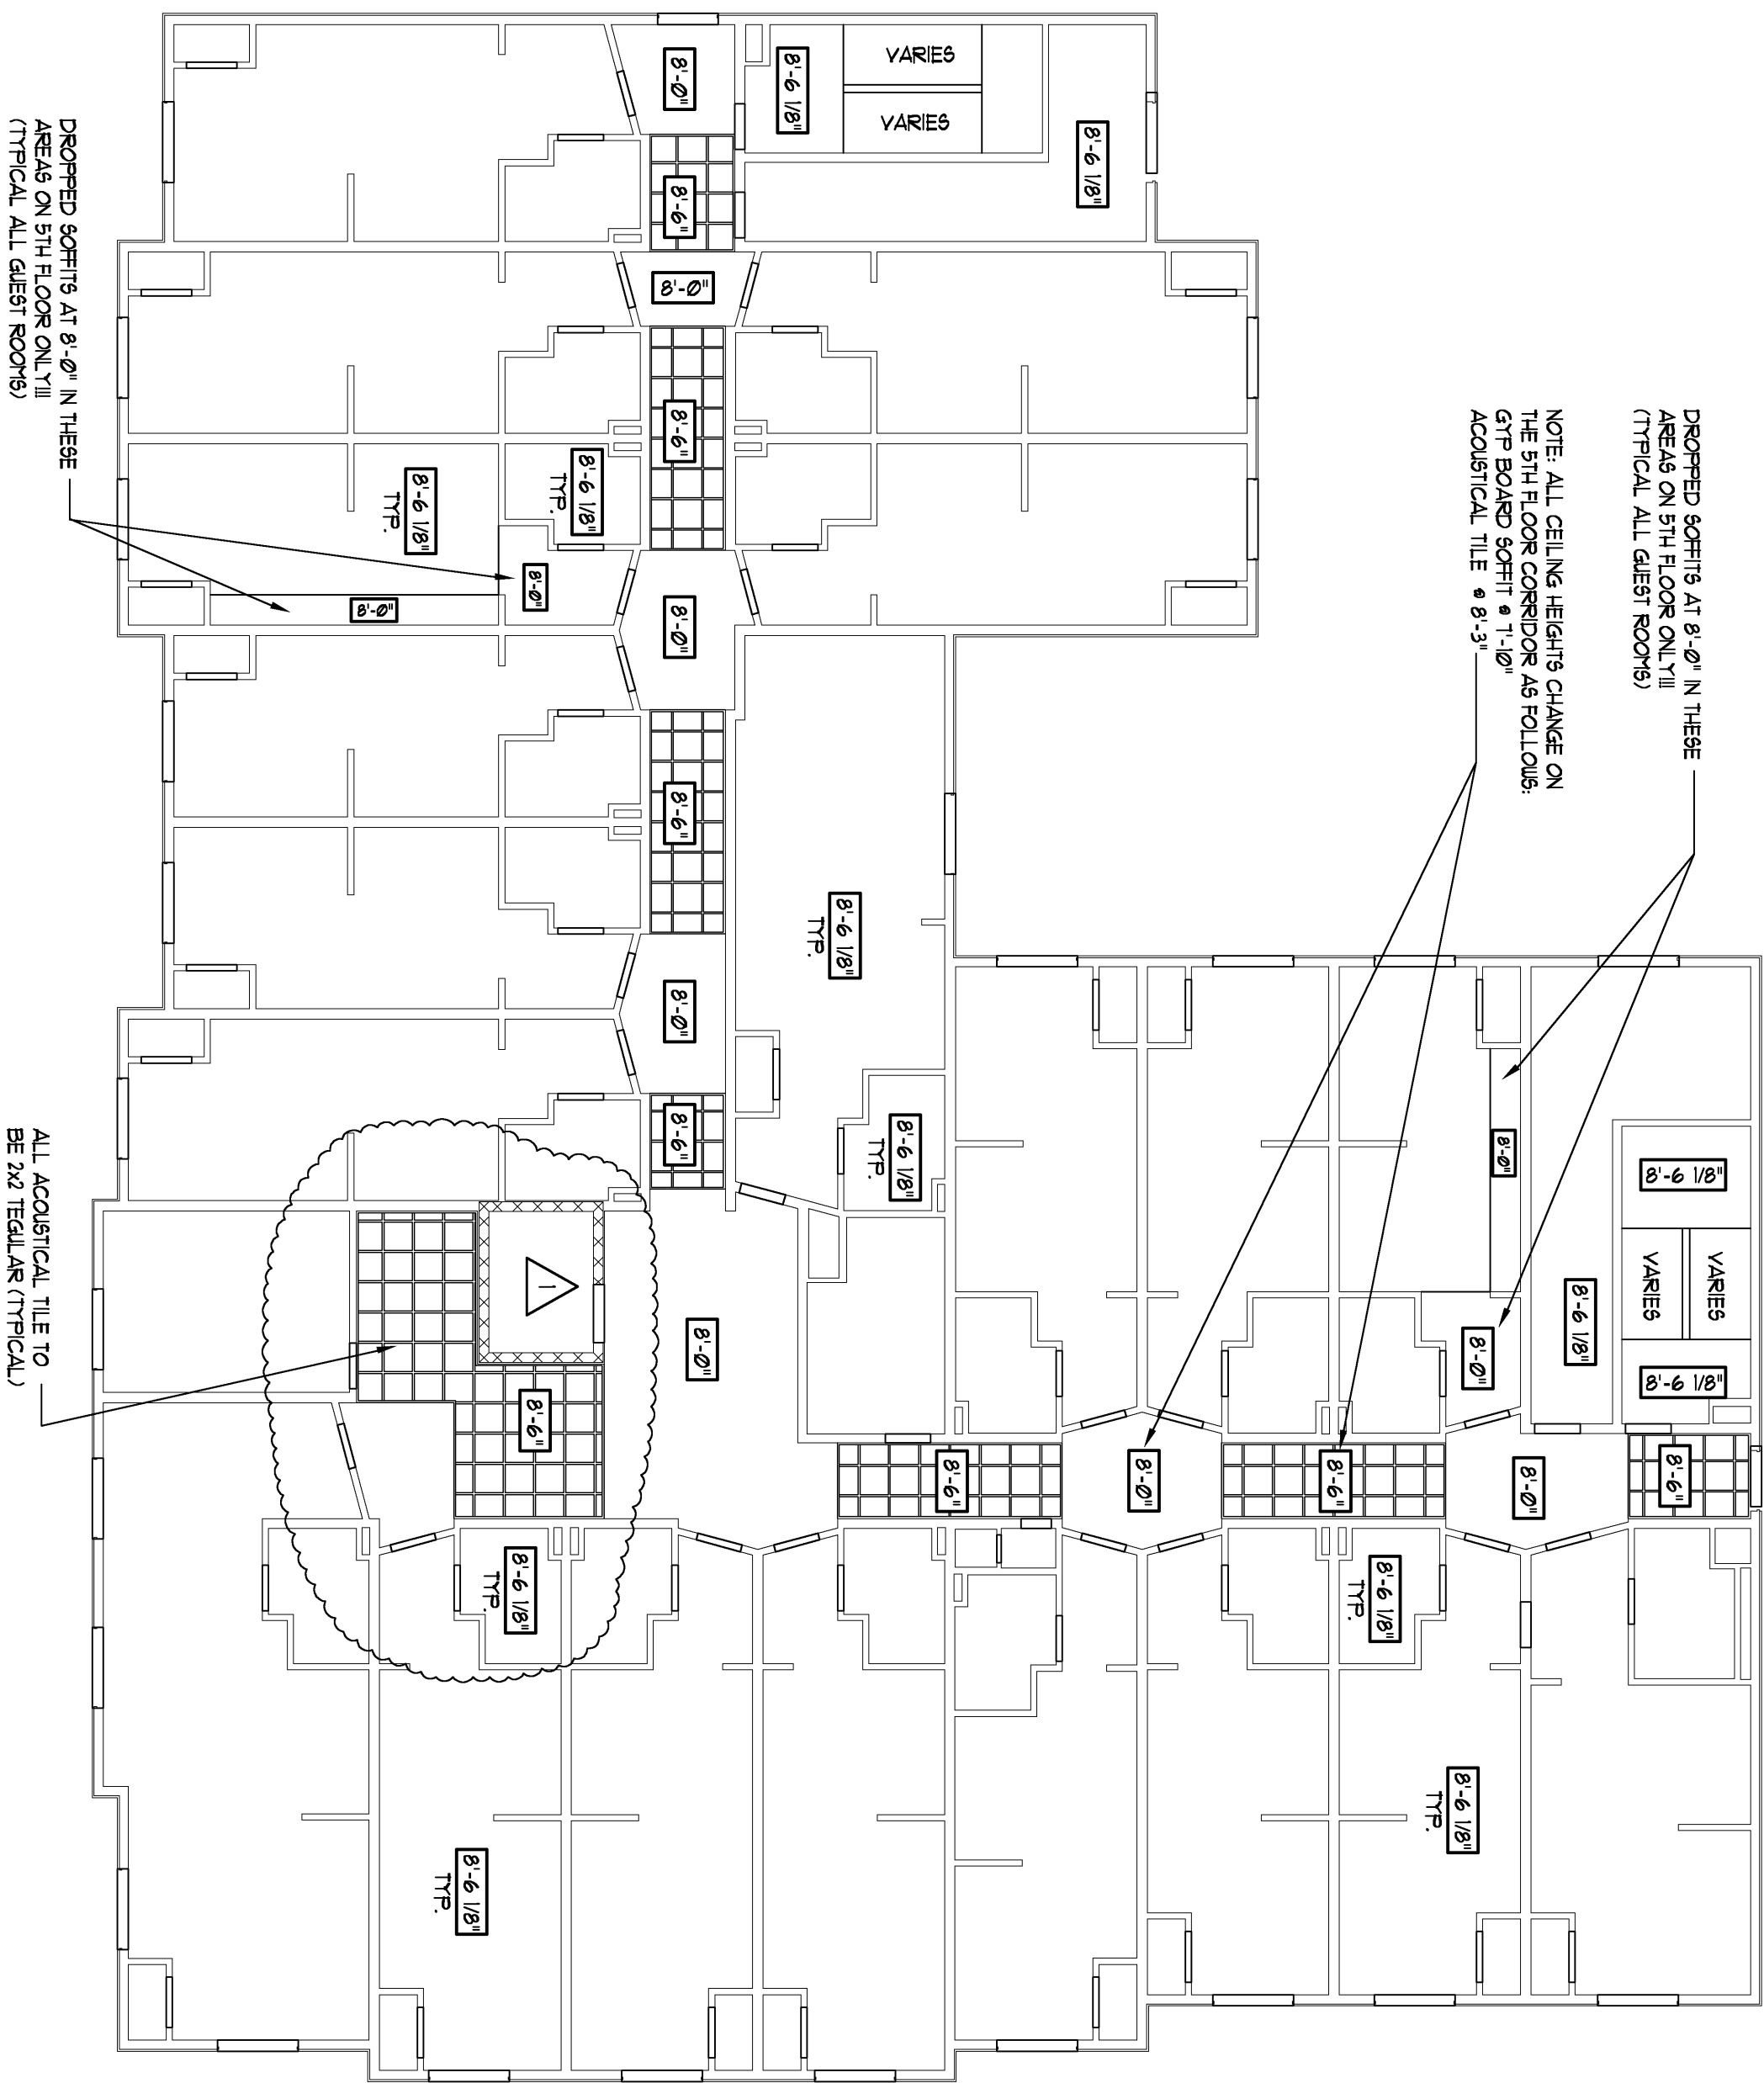 DROPPED SOFFITS AT 8'-0" IN THESE
AREAS ON 5TH FLOOR ONLY!!!
(TYPICAL ALL GUEST ROOMS)
NOTE: ALL CEILING HEIGHTS CHANGE ON
THE 5TH FLOOR CORRIDOR AS FOLLOWS:
GYP BOARD SOFFIT @ 7'-10"
ACOUSTICAL TILE @ 8'-3"
VARIES
8'-6 1/8"
8'-6 1/8"
8'-6"
VARIES
8'-6 1/8"
8'-0"
8'-0"
8'-0"
8'-6 1/8"
TYP.
8'-6 1/8"
TYP.
8'-6"
8'-0"
8'-6 1/8"
8'-6"
VARIES
VARIES
8'-6 1/8"
TYP.
8'-6 1/8"
TYP.
8'-6 1/8"
8'-0"
8'-0"
8'-6"
8'-0"
8'-6"
8'-0"
8'-6"
8'-0"
8'-6"
8'-6 1/8"
TYP.
8'-0"
1
8'-6"
8'-6 1/8"
TYP.
8'-6 1/8"
TYP.
8'-6 1/8"
TYP.
8'-0"
DROPPED SOFFITS AT 8'-0" IN THESE
AREAS ON 5TH FLOOR ONLY!!!
(TYPICAL ALL GUEST ROOMS)
ALL ACOUSTICAL TILE TO
BE 2x2 TEGULAR (TYPICAL)